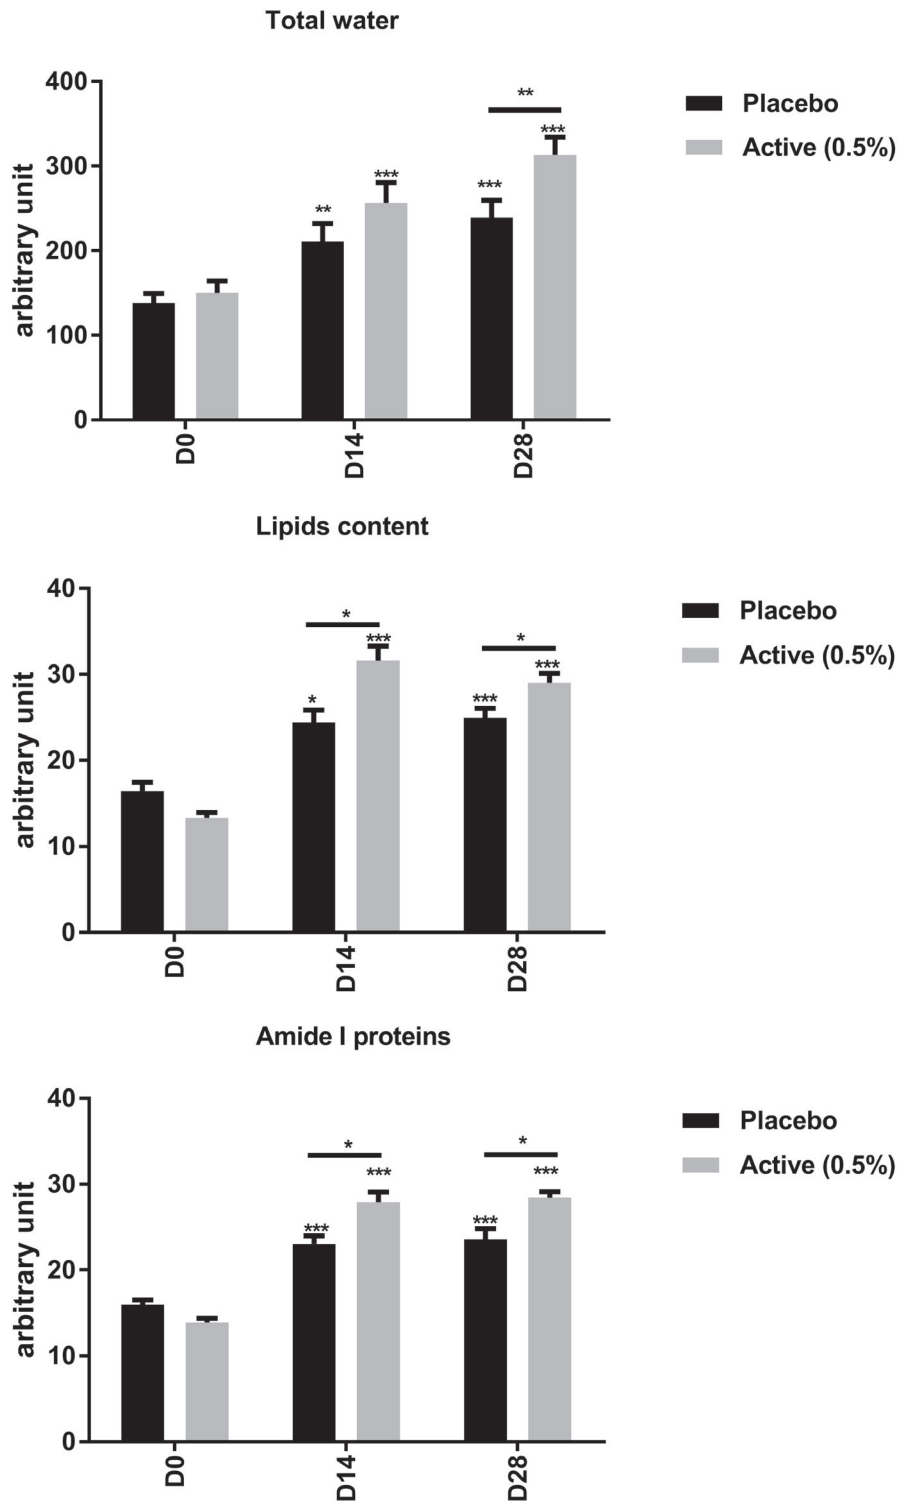 Total water
arbitrary unit
400
300
200
100
0
**
***
***
***
**
D0
D14
D28
Placebo
Active (0.5%)
Lipids content
arbitrary unit
40
30
20
10
0
*
*
***
*
***
***
D0
D14
D28
Placebo
Active (0.5%)
Amide I proteins
arbitrary unit
40
30
20
10
0
*
*
***
***
***
***
D0
D14
D28
Placebo
Active (0.5%)